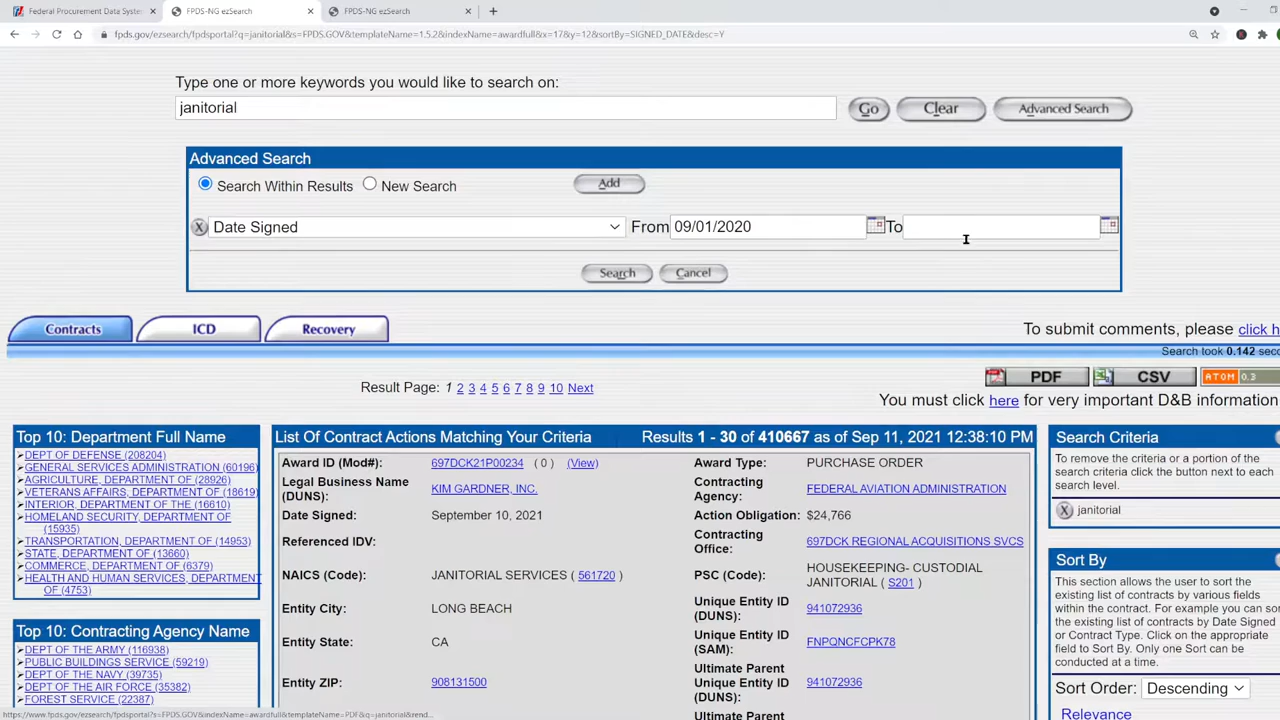 Federal Procurement Data System
FPDS-NG ezSearch
FPDS-NG ezSearch
fpds.gov/ezsearch/fpdsportal?q=janitorial&s=FPDS.GOV&templateName=1.5.2&indexName=awardfull&x=17&y=12&sortBy=SIGNED_DATE&desc=Y
Type one or more keywords you would like to search on:
janitorial Go Clear Advanced Search
Advanced Search
Search Within Results New Search Add
X Date Signed From 09/01/2020 To
Search Cancel
Contracts ICD Recovery
To submit comments, please click h
Search took 0.142 seco
Result Page: 1 2 3 4 5 6 7 8 9 10 Next
PDF CSV ATOM 0.3
You must click here for very important D&B information
Top 10: Department Full Name
DEPT OF DEFENSE (208204)
GENERAL SERVICES ADMINISTRATION (60196)
AGRICULTURE, DEPARTMENT OF (28926)
VETERANS AFFAIRS, DEPARTMENT OF (18619)
INTERIOR, DEPARTMENT OF THE (16610)
HOMELAND SECURITY, DEPARTMENT OF
(15935)
TRANSPORTATION, DEPARTMENT OF (14953)
STATE, DEPARTMENT OF (13660)
COMMERCE, DEPARTMENT OF (6379)
HEALTH AND HUMAN SERVICES, DEPARTMENT
OF (4753)
Top 10: Contracting Agency Name
DEPT OF THE ARMY (116938)
PUBLIC BUILDINGS SERVICE (59219)
DEPT OF THE NAVY (39735)
DEPT OF THE AIR FORCE (35382)
FOREST SERVICE (22387)
List Of Contract Actions Matching Your Criteria Results 1 - 30 of 410667 as of Sep 11, 2021 12:38:10 PM
Award ID (Mod#): 697DCK21P00234 ( 0 ) (View) Award Type: PURCHASE ORDER
Legal Business Name
(DUNS): KIM GARDNER, INC. Contracting
Agency: FEDERAL AVIATION ADMINISTRATION
Date Signed: September 10, 2021 Action Obligation: $24,766
Referenced IDV: Contracting
Office: 697DCK REGIONAL ACQUISITIONS SVCS
NAICS (Code): JANITORIAL SERVICES ( 561720 ) PSC (Code): HOUSEKEEPING- CUSTODIAL
JANITORIAL ( S201 )
Entity City: LONG BEACH Unique Entity ID
(DUNS): 941072936
Entity State: CA Unique Entity ID
(SAM): FNPQNCFCPK78
Entity ZIP: 908131500 Ultimate Parent
Unique Entity ID
(DUNS): 941072936
Ultimate Parent
Search Criteria
To remove the criteria or a portion of the
search criteria click the button next to each
search level.
X janitorial
Sort By
This section allows the user to sort the
existing list of contracts by various fields
within the contract. For example you can sor
the existing list of contracts by Date Signed
or Contract Type. Click on the appropriate
field to Sort By. Only one Sort can be
conducted at a time.
Sort Order: Descending
Relevance
https://www.fpds.gov/ezsearch/fpdsportal?s=FPDS.GOV&indexName=awardfull&templateName=PDF&q=janitorial&rend...